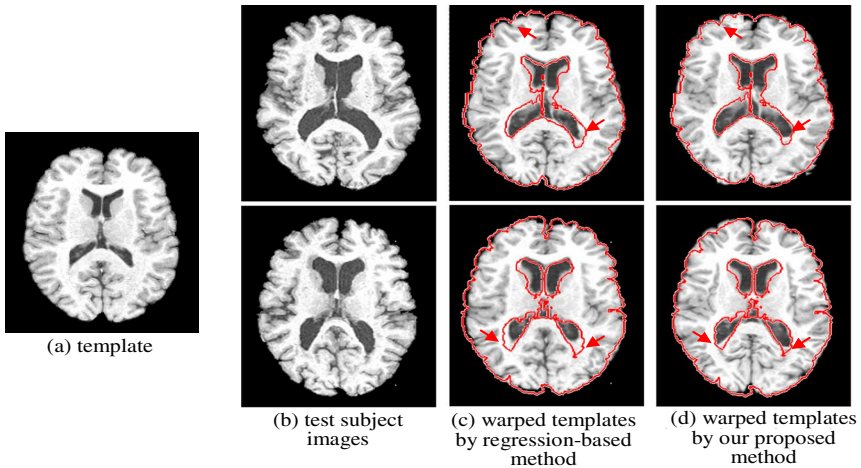 (a) template
(b) test subject
images
(c) warped templates
by regression-based
method
(d) warped templates
by our proposed
method